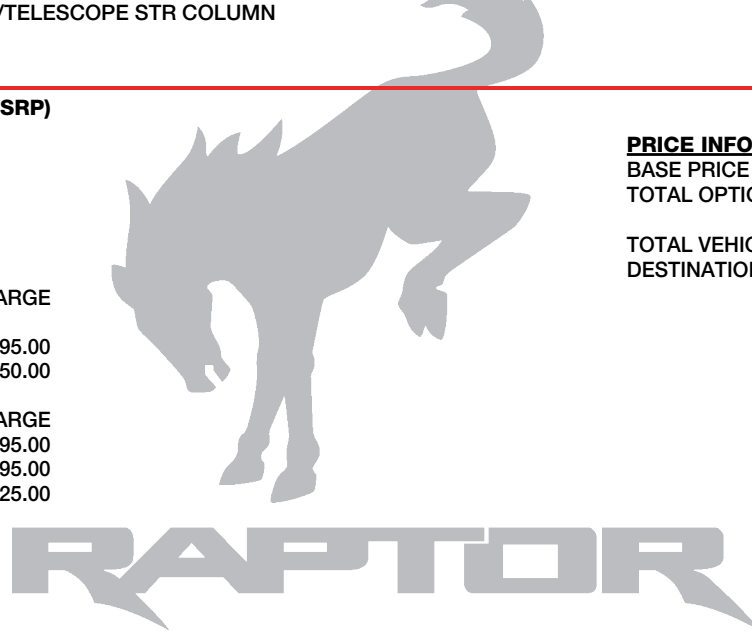 /TELESCOPE STR COLUMN
SRP)
ARGE
95.00
50.00
ARGE
95.00
95.00
25.00
PRICE INFO
BASE PRICE
TOTAL OPTIO
TOTAL VEHIC
DESTINATION
RAPTOR